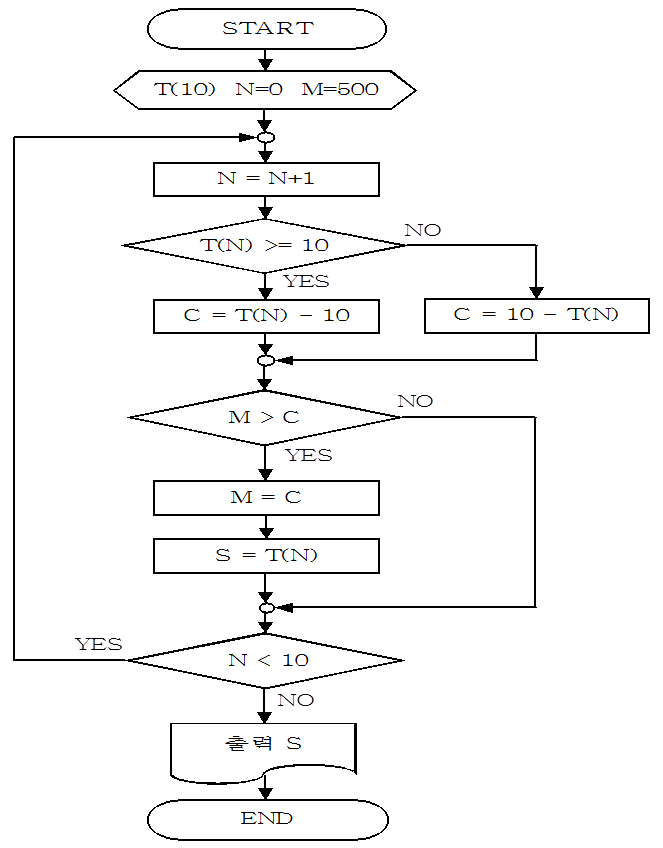 START
T(10) N=0 M=500
N = N+1
T(N) >= 10
NO
YES
C = T(N) - 10
C = 10 - T(N)
M > C
NO
YES
M = C
S = T(N)
YES
N < 10
NO
출력 S
END